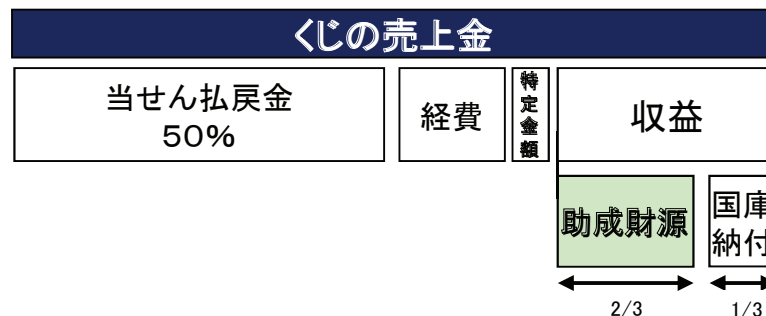 くじの売上金
当せん払戻金
50%
経費
特定金額
収益
助成財源
国庫
納付
2/3
1/3